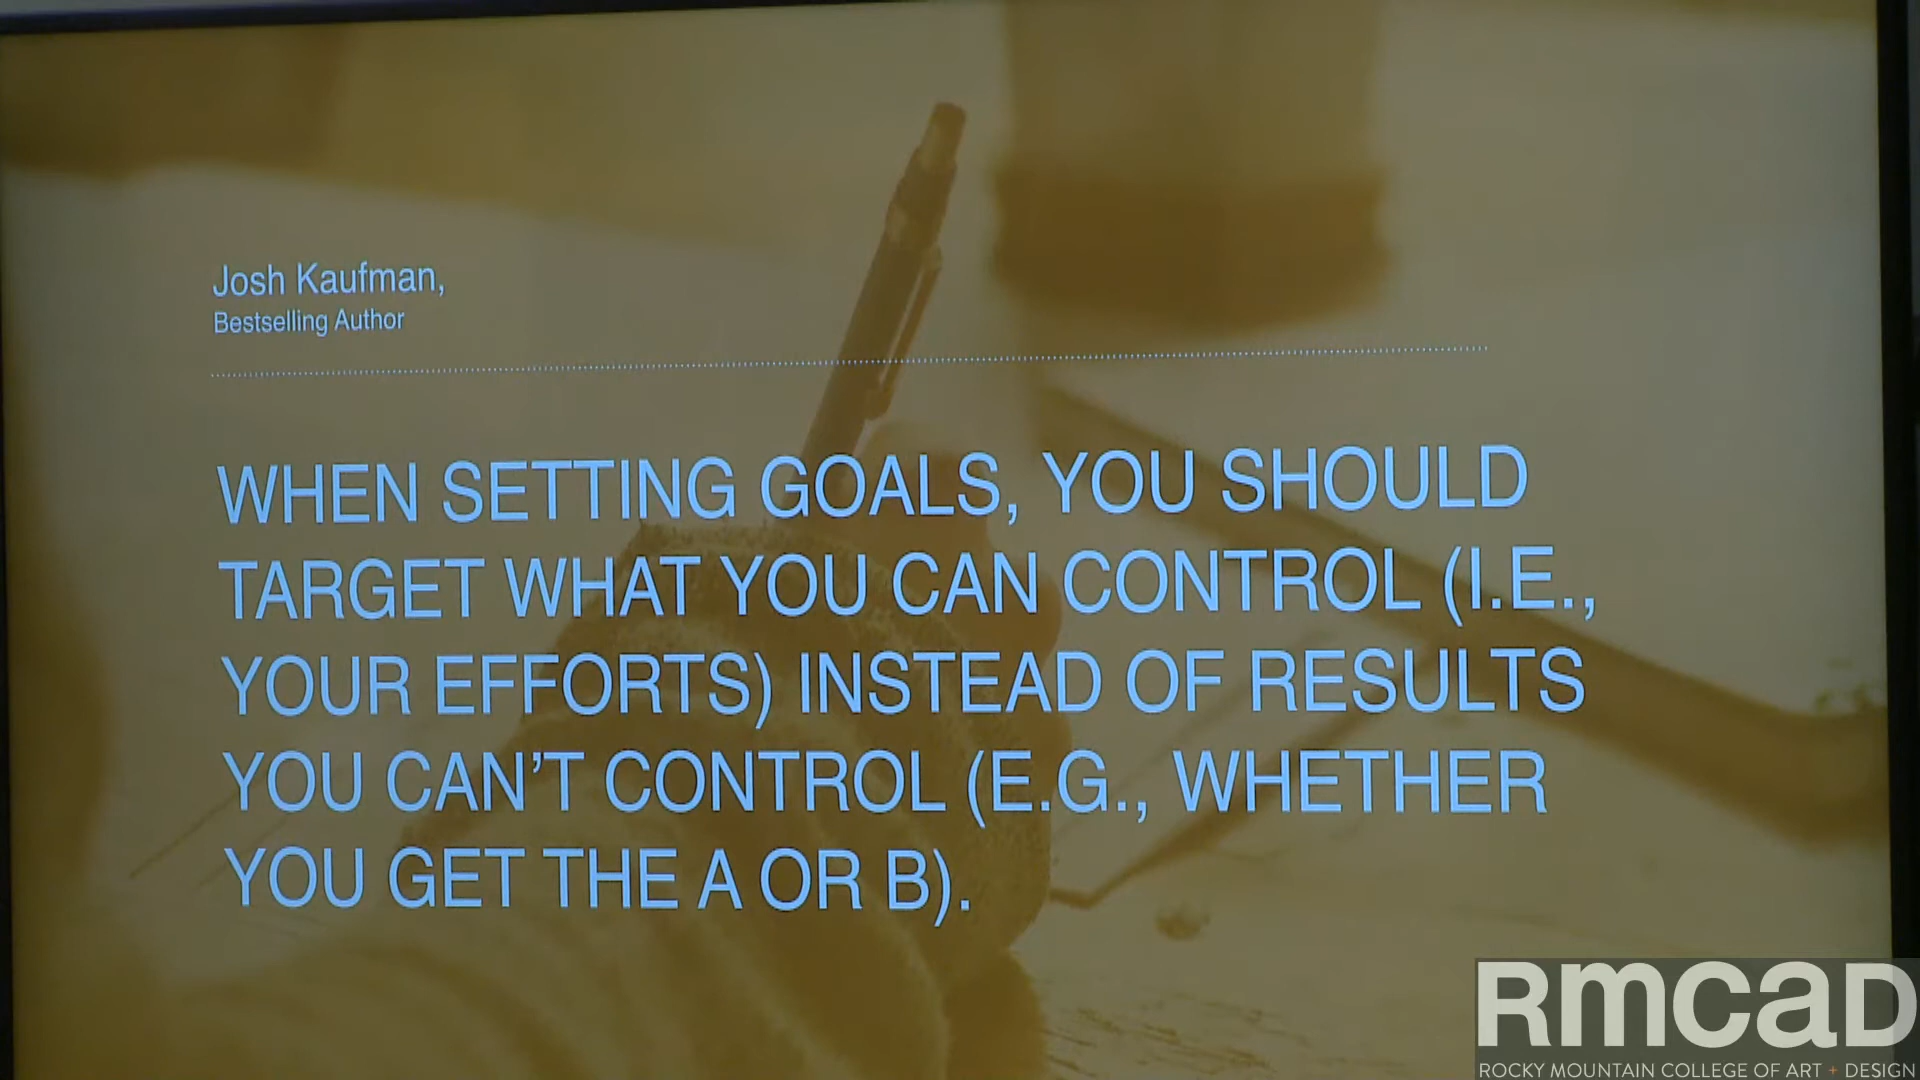 Josh Kaufman,
Bestselling Author
WHEN SETTING GOALS, YOU SHOULD
TARGET WHAT YOU CAN CONTROL (I.E.,
YOUR EFFORTS) INSTEAD OF RESULTS
YOU CAN'T CONTROL (E.G., WHETHER
YOU GET THE A OR B).
RMCAD
ROCKY MOUNTAIN COLLEGE OF ART + DESIGN